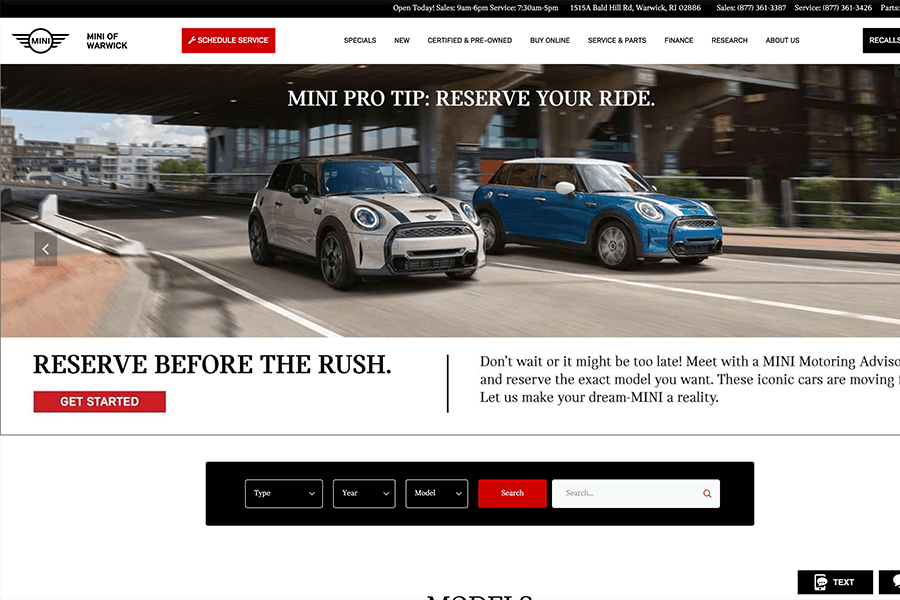 Open Today! Sales: 9am-6pm Service: 7:30am-5pm 1515A Bald Hill Rd, Warwick, RI 02886 Sales: (877) 361-3387 Service: (877) 361-3426 Parts:
MINI
MINI OF
WARWICK
SCHEDULE SERVICE
SPECIALS NEW CERTIFIED & PRE-OWNED BUY ONLINE SERVICE & PARTS FINANCE RESEARCH ABOUT US
RECALLS
MINI PRO TIP: RESERVE YOUR RIDE.
RESERVE BEFORE THE RUSH.
GET STARTED
Don't wait or it might be too late! Meet with a MINI Motoring Adviso
and reserve the exact model you want. These iconic cars are moving
Let us make your dream-MINI a reality.
Type Year Model Search Search...
TEXT
MODELS